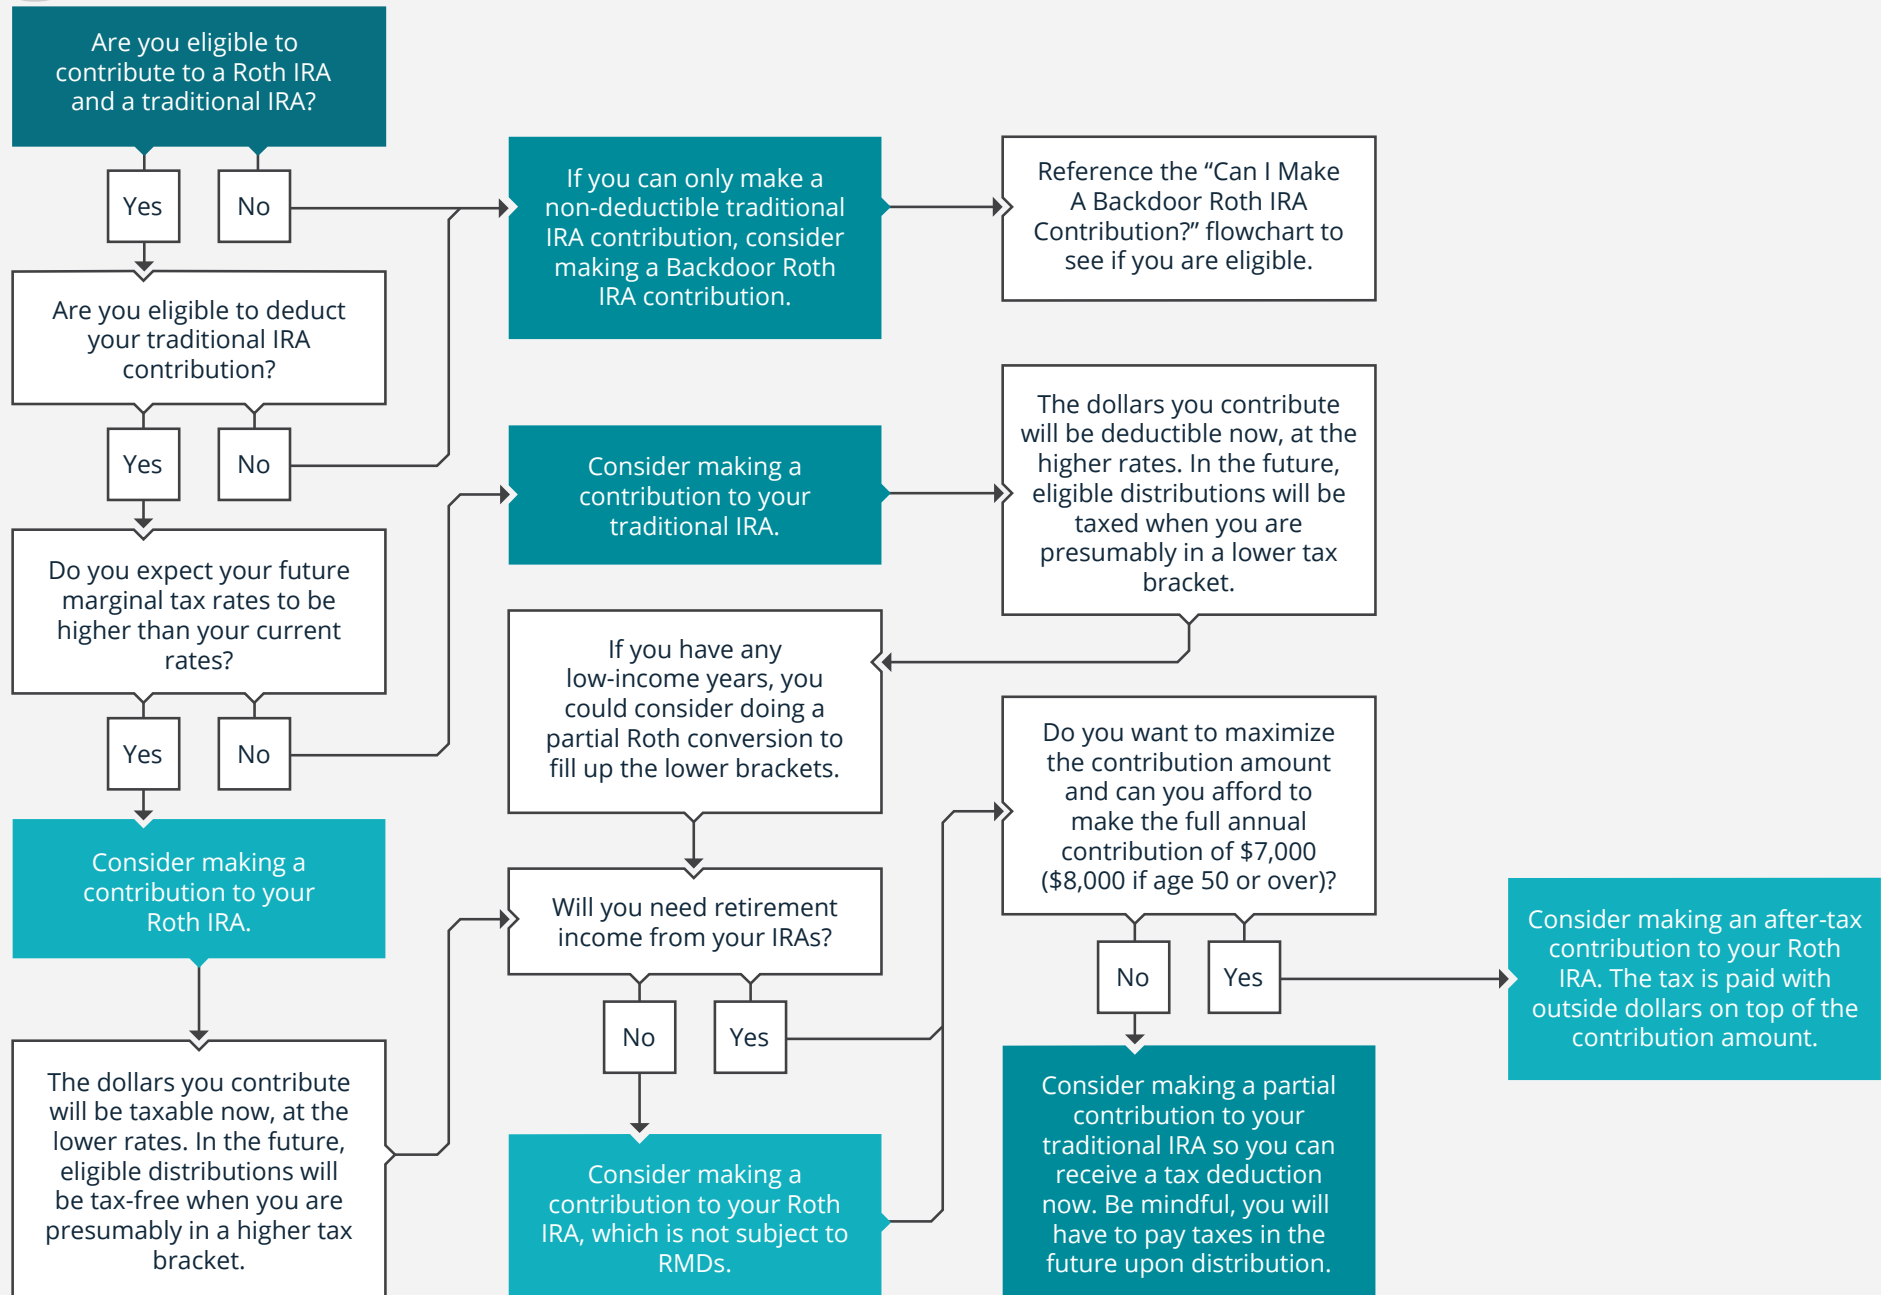 Are you eligible to
contribute to a Roth IRA
and a traditional IRA?
Yes
No
If you can only make a
non-deductible traditional
IRA contribution, consider
making a Backdoor Roth
IRA contribution.
Reference the “Can I Make
A Backdoor Roth IRA
Contribution?” flowchart to
see if you are eligible.
Are you eligible to deduct
your traditional IRA
contribution?
Yes
No
Consider making a
contribution to your
traditional IRA.
The dollars you contribute
will be deductible now, at the
higher rates. In the future,
eligible distributions will be
taxed when you are
presumably in a lower tax
bracket.
Do you expect your future
marginal tax rates to be
higher than your current
rates?
Yes
No
If you have any
low-income years, you
could consider doing a
partial Roth conversion to
fill up the lower brackets.
Do you want to maximize
the contribution amount
and can you afford to
make the full annual
contribution of $7,000
($8,000 if age 50 or over)?
No
Yes
Consider making a
contribution to your
Roth IRA.
Will you need retirement
income from your IRAs?
No
Yes
Consider making an after-tax
contribution to your Roth
IRA. The tax is paid with
outside dollars on top of the
contribution amount.
The dollars you contribute
will be taxable now, at the
lower rates. In the future,
eligible distributions will
be tax-free when you are
presumably in a higher tax
bracket.
Consider making a
contribution to your Roth
IRA, which is not subject to
RMDs.
Consider making a partial
contribution to your
traditional IRA so you can
receive a tax deduction
now. Be mindful, you will
have to pay taxes in the
future upon distribution.